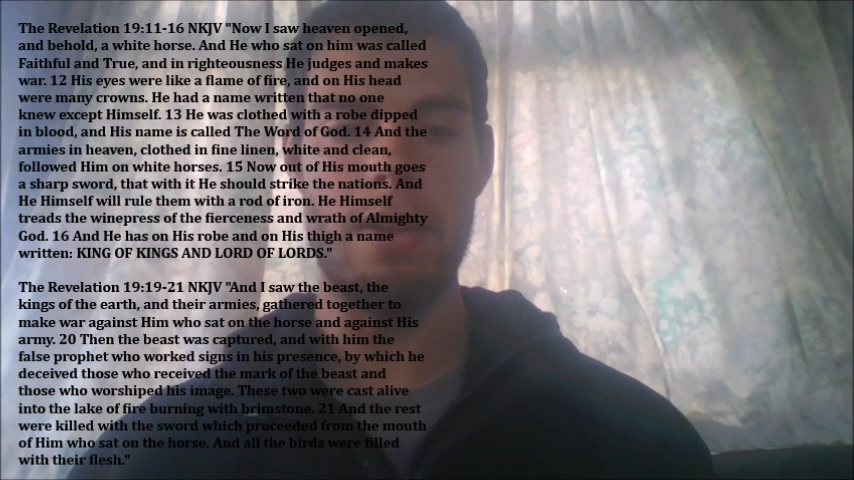 The Revelation 19:11-16 NKJV "Now I saw heaven opened,
and behold, a white horse. And He who sat on him was called
Faithful and True, and in righteousness He judges and makes
war. 12 His eyes were like a flame of fire, and on His head
were many crowns. He had a name written that no one
knew except Himself. 13 He was clothed with a robe dipped
in blood, and His name is called The Word of God. 14 And the
armies in heaven, clothed in fine linen, white and clean,
followed Him on white horses. 15 Now out of His mouth goes
a sharp sword, that with it He should strike the nations. And
He Himself will rule them with a rod of iron. He Himself
treads the winepress of the fierceness and wrath of Almighty
God. 16 And He has on His robe and on His thigh a name
written: KING OF KINGS AND LORD OF LORDS."
The Revelation 19:19-21 NKJV "And I saw the beast, the
kings of the earth, and their armies, gathered together to
make war against Him who sat on the horse and against His
army. 20 Then the beast was captured, and with him the
false prophet who worked signs in his presence, by which he
deceived those who received the mark of the beast and
those who worshiped his image. These two were cast alive
into the lake of fire burning with brimstone. 21 And the rest
were killed with the sword which proceeded from the mouth
of Him who sat on the horse. And all the birds were filled
with their flesh."